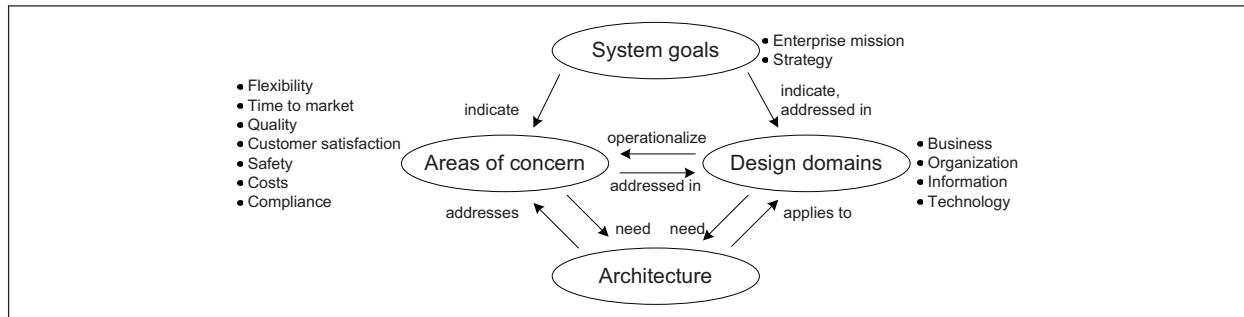 System goals
• Enterprise mission
• Strategy
• Flexibility
• Time to market
• Quality
• Customer satisfaction
• Safety
• Costs
• Compliance
indicate
indicate,
addressed in
operationalize
Areas of concern
Design domains
addressed in
• Business
• Organization
• Information
• Technology
addresses
need
need
applies to
Architecture